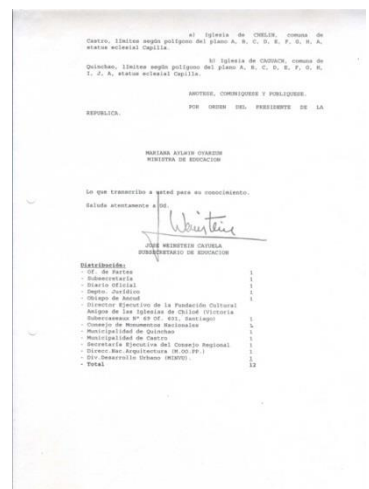 a) Iglesia de CHELIN, comuna de
Castro, límites según polígono del plano A, B, C, D, E, F, G, H, A,
status eclesial Capilla.
b) Iglesia de CAGUACH, comuna de
Quinchao, límites según polígono del plano A, B, C, D, E, F, G, H,
I, J, A, status eclesial Capilla.
ANOTESE, COMUNIQUESE Y PUBLIQUESE.
POR ORDEN DEL PRESIDENTE DE LA
REPUBLICA.
MARIANA AYLWIN OYARZUN
MINISTRA DE EDUCACION
Lo que transcribo a usted para su conocimiento.
Saluda atentamente a Ud.
Weinstein
JOSE WEINSTEIN CAYUELA
SUBSECRETARIO DE EDUCACION
Distribución:
- Of. de Partes 1
- Subsecretaría 1
- Diario Oficial 1
- Depto. Jurídico 1
- Obispo de Ancud 1
- Director Ejecutivo de la Fundación Cultural
Amigos de las Iglesias de Chiloé (Victoria
Subercaseaux Nº 69 Of. 601, Santiago) 1
- Consejo de Monumentos Nacionales
- Municipalidad de Quinchao 1
- Municipalidad de Castro 1
- Secretaría Ejecutiva del Consejo Regional 1
- Direcc.Nac.Arquitectura (M.OO.PP.) 1
- Div.Desarrollo Urbano (MINVU). 1
- Total